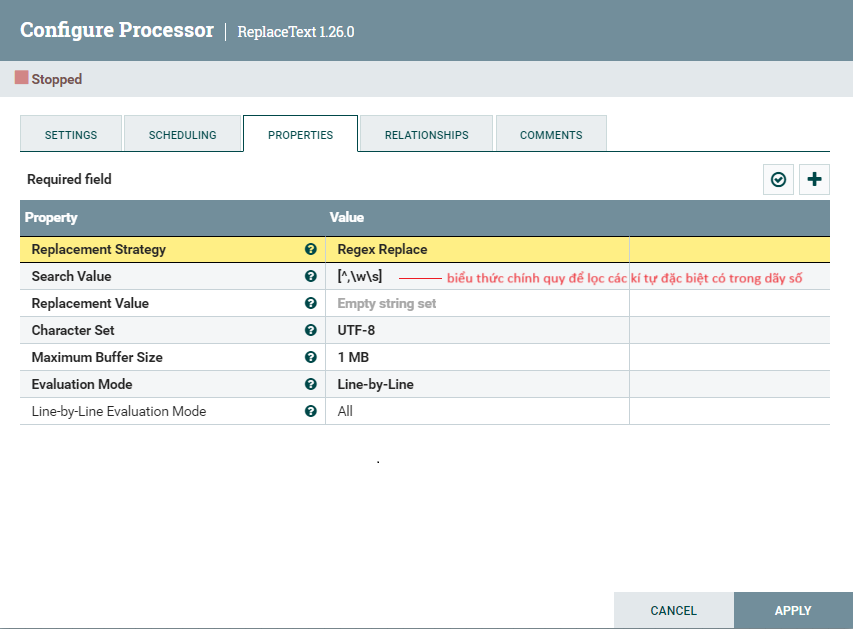 Configure Processor | ReplaceText 1.26.0
Stopped
SETTINGS SCHEDULING PROPERTIES RELATIONSHIPS COMMENTS
Required field
Property Value
Replacement Strategy Regex Replace
Search Value [^,\w\s] biểu thức chính quy để lọc các kí tự đặc biệt có trong dãy số
Replacement Value Empty string set
Character Set UTF-8
Maximum Buffer Size 1 MB
Evaluation Mode Line-by-Line
Line-by-Line Evaluation Mode All
.
CANCEL APPLY